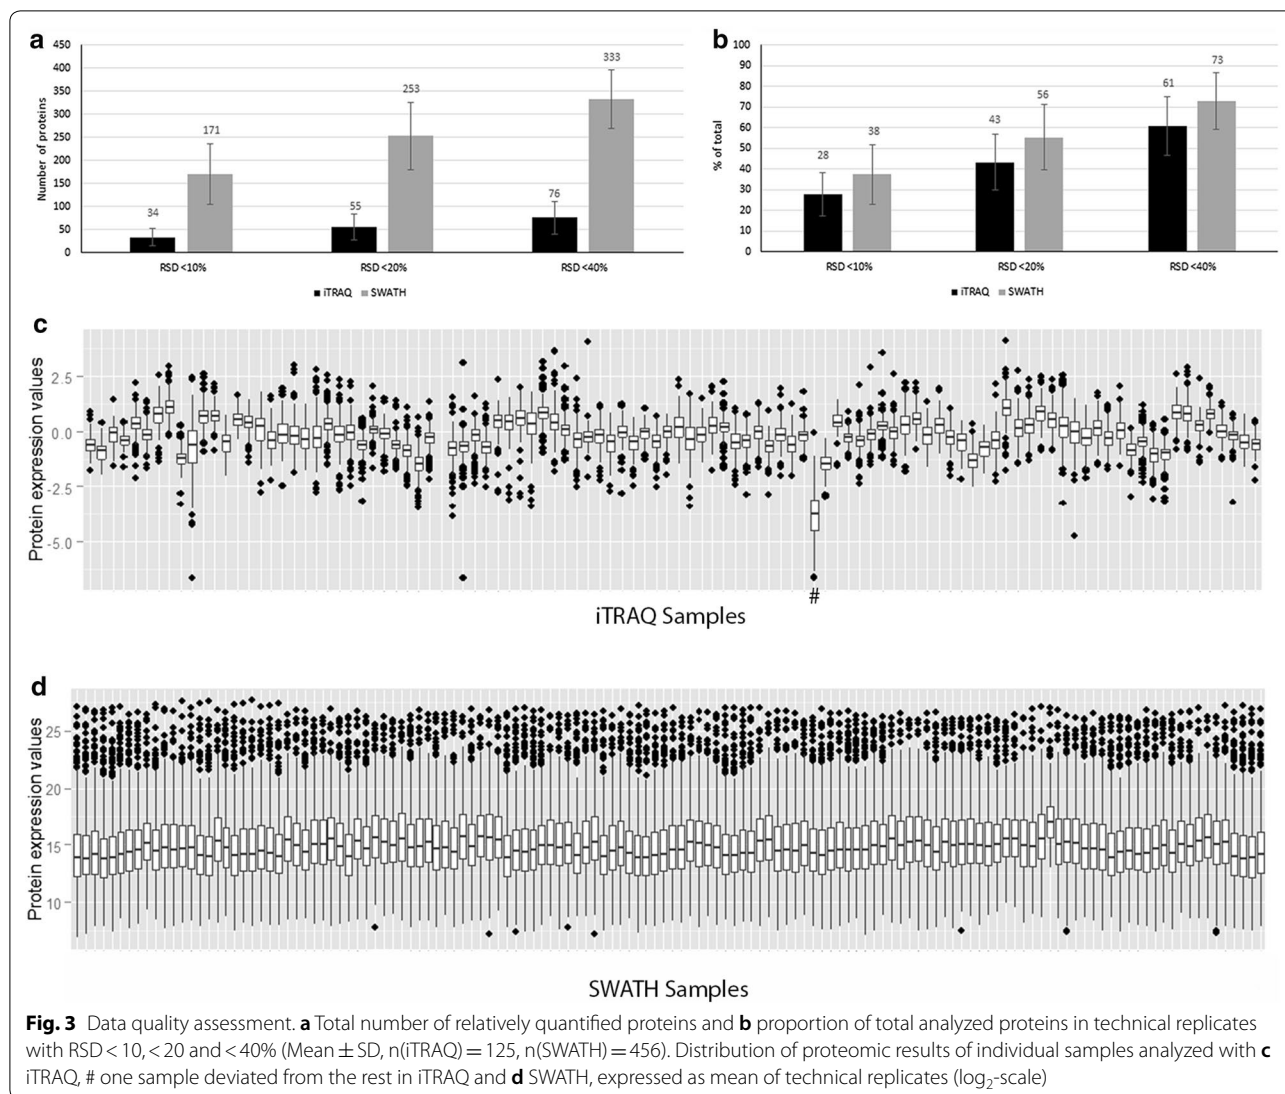 a
450
400
350
300
250
200
150
100
50
0
Number of proteins
34
171
55
253
76
333
RSD <10%
RSD <20%
RSD <40%
iTRAQ
SWATH
b
100
90
80
70
60
50
40
30
20
10
0
% of total
28
38
43
56
61
73
RSD <10%
RSD <20%
RSD <40%
iTRAQ
SWATH
c
Protein expression values
2.5
0.0
-2.5
-5.0
#
iTRAQ Samples
d
Protein expression values
25
20
15
10
SWATH Samples
Fig. 3 Data quality assessment. a Total number of relatively quantified proteins and b proportion of total analyzed proteins in technical replicates
with RSD < 10, < 20 and < 40% (Mean ± SD, n(iTRAQ) = 125, n(SWATH) = 456). Distribution of proteomic results of individual samples analyzed with c
iTRAQ, # one sample deviated from the rest in iTRAQ and d SWATH, expressed as mean of technical replicates (log₂-scale)